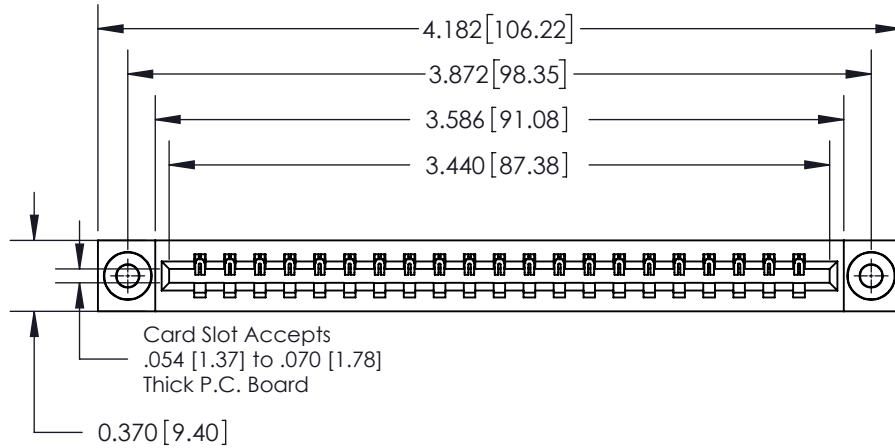 4.182[106.22]
3.872[98.35]
3.586[91.08]
3.440[87.38]
Card Slot Accepts
.054 [1.37] to .070 [1.78]
Thick P.C. Board
0.370[9.40]